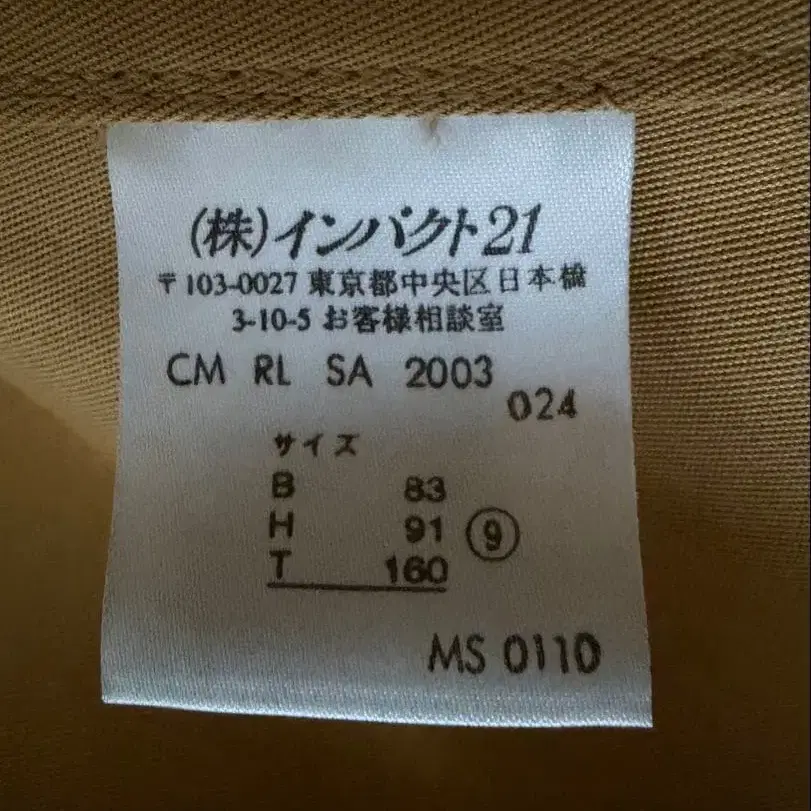 (株)インパクト21
〒103-0027 東京都中央区日本橋
3-10-5 お客様相談室
CM RL SA 2003
024
サイズ
B 83
H 91 ⑨
T 160
MS 0110